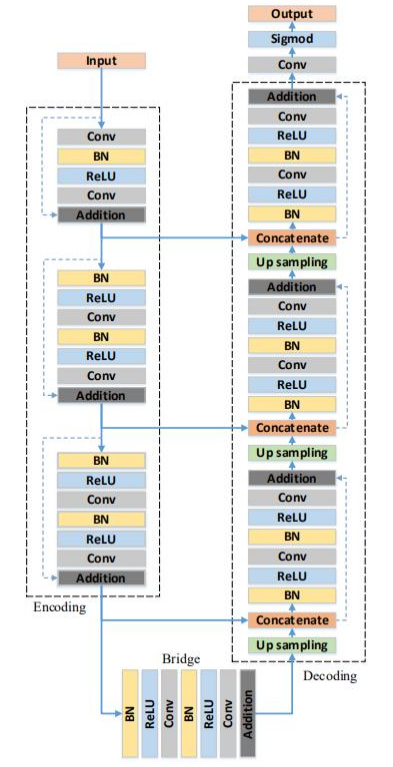 Input
Conv
BN
ReLU
Conv
Addition
BN
ReLU
Conv
BN
ReLU
Conv
Addition
BN
ReLU
Conv
BN
ReLU
Conv
Addition
Encoding
Bridge
BN
ReLU
Conv
BN
ReLU
Conv
Addition
Output
Sigmod
Conv
Addition
Conv
ReLU
BN
Conv
ReLU
BN
Concatenate
Up sampling
Addition
Conv
ReLU
BN
Conv
ReLU
BN
Concatenate
Up sampling
Addition
Conv
ReLU
BN
Conv
ReLU
BN
Concatenate
Up sampling
Decoding